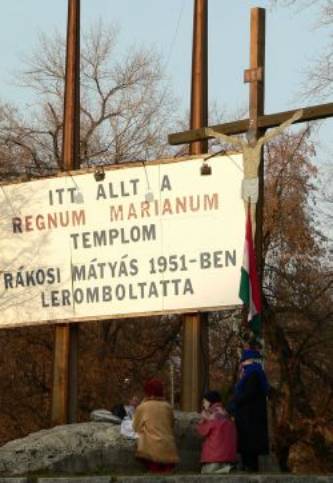 ITT ÁLLT A
REGNUM MARIANUM
TEMPLOM
RÁKOSI MÁTYÁS 1951-BEN
LEROMBOLTATTA